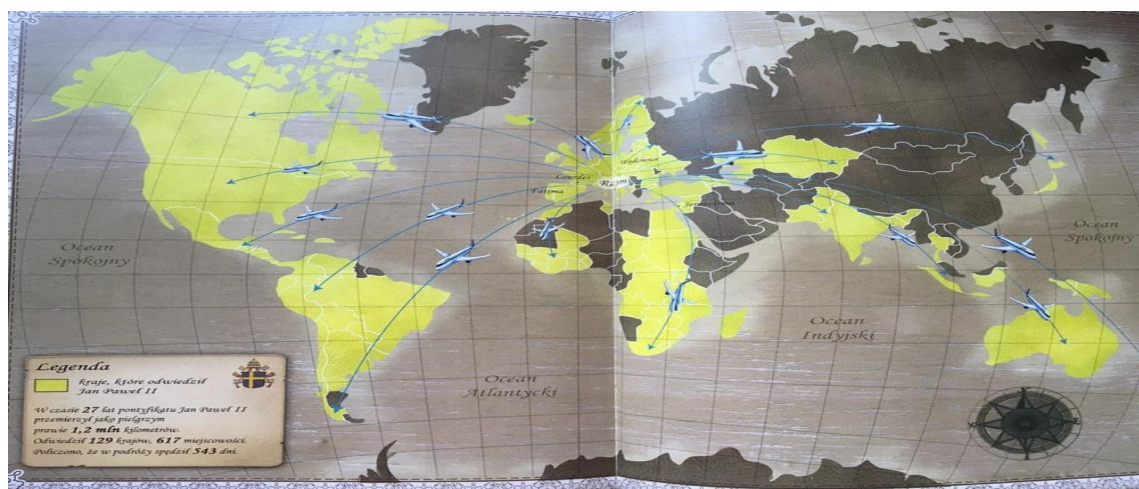 Wadowice
Lourdes
Rzym
Fatima
Ocean
Spokojny
Ocean
Spokojny
Ocean
Indyjski
Ocean
Atlantycki
Legenda
kraje, które odwiedził
Jan Paweł II
W czasie 27 lat pontyfikatu Jan Paweł II
przemierzył jako pielgrzym
prawie 1,2 mln kilometrów.
Odwiedził 129 krajów, 617 miejscowości.
Policzono, że w podróży spędził 543 dni.